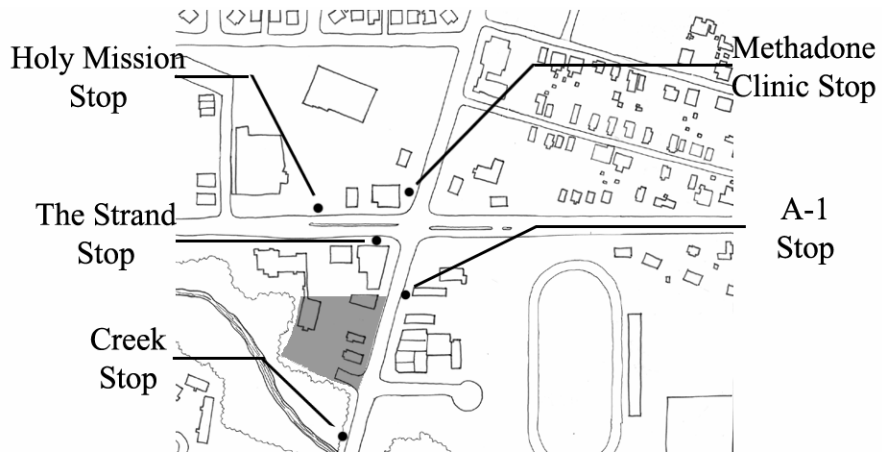 Holy Mission
Stop
Methadone
Clinic Stop
The Strand
Stop
A-1
Stop
Creek
Stop